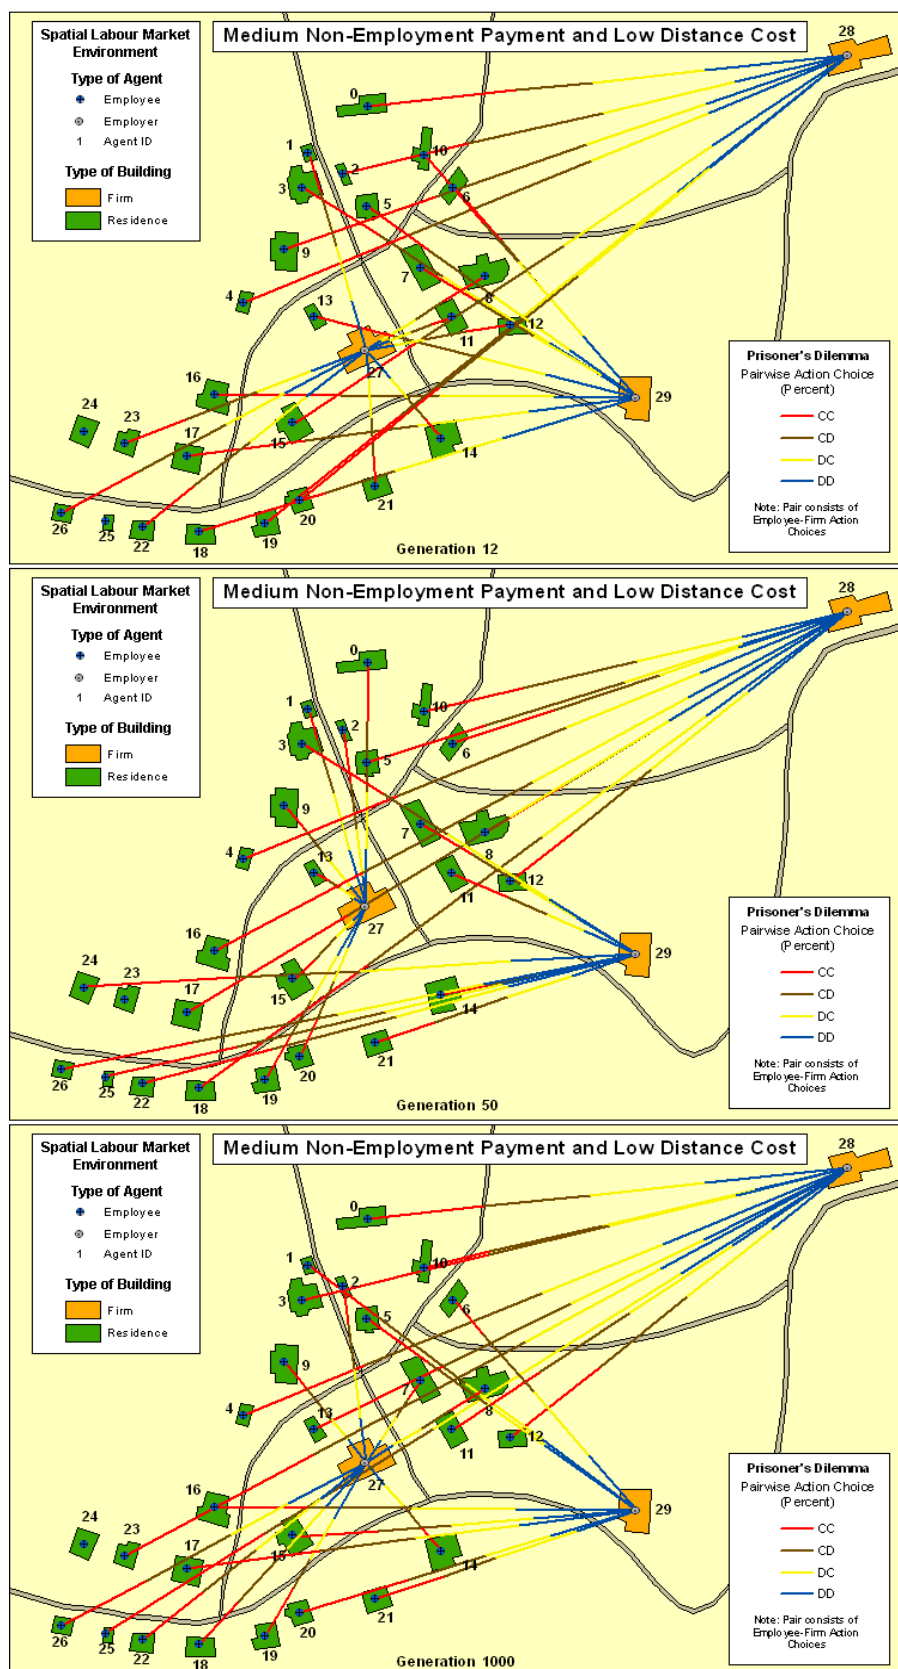 Medium Non-Employment Payment and Low Distance Cost
Spatial Labour Market
Environment
Type of Agent
Employee
Employer
1 Agent ID
Type of Building
Firm
Residence
28
0
1
2
10
3
5
6
9
7
8
4
13
12
11
27
16
29
24
23
17
15
14
21
20
26
25
22
18
19
Prisoner's Dilemma
Pairwise Action Choice
(Percent)
CC
CD
DC
DD
Note: Pair consists of
Employee-Firm Action
Choices
Generation 12
Medium Non-Employment Payment and Low Distance Cost
Spatial Labour Market
Environment
Type of Agent
Employee
Employer
1 Agent ID
Type of Building
Firm
Residence
28
0
1
2
10
3
5
6
9
7
8
4
13
12
11
27
16
29
24
23
17
15
14
21
20
26
25
22
18
19
Prisoner's Dilemma
Pairwise Action Choice
(Percent)
CC
CD
DC
DD
Note: Pair consists of
Employee-Firm Action
Choices
Generation 50
Medium Non-Employment Payment and Low Distance Cost
Spatial Labour Market
Environment
Type of Agent
Employee
Employer
1 Agent ID
Type of Building
Firm
Residence
28
0
1
2
10
3
5
6
9
7
8
4
13
12
11
27
16
29
24
23
17
15
14
21
20
26
25
22
18
19
Prisoner's Dilemma
Pairwise Action Choice
(Percent)
CC
CD
DC
DD
Note: Pair consists of
Employee-Firm Action
Choices
Generation 1000